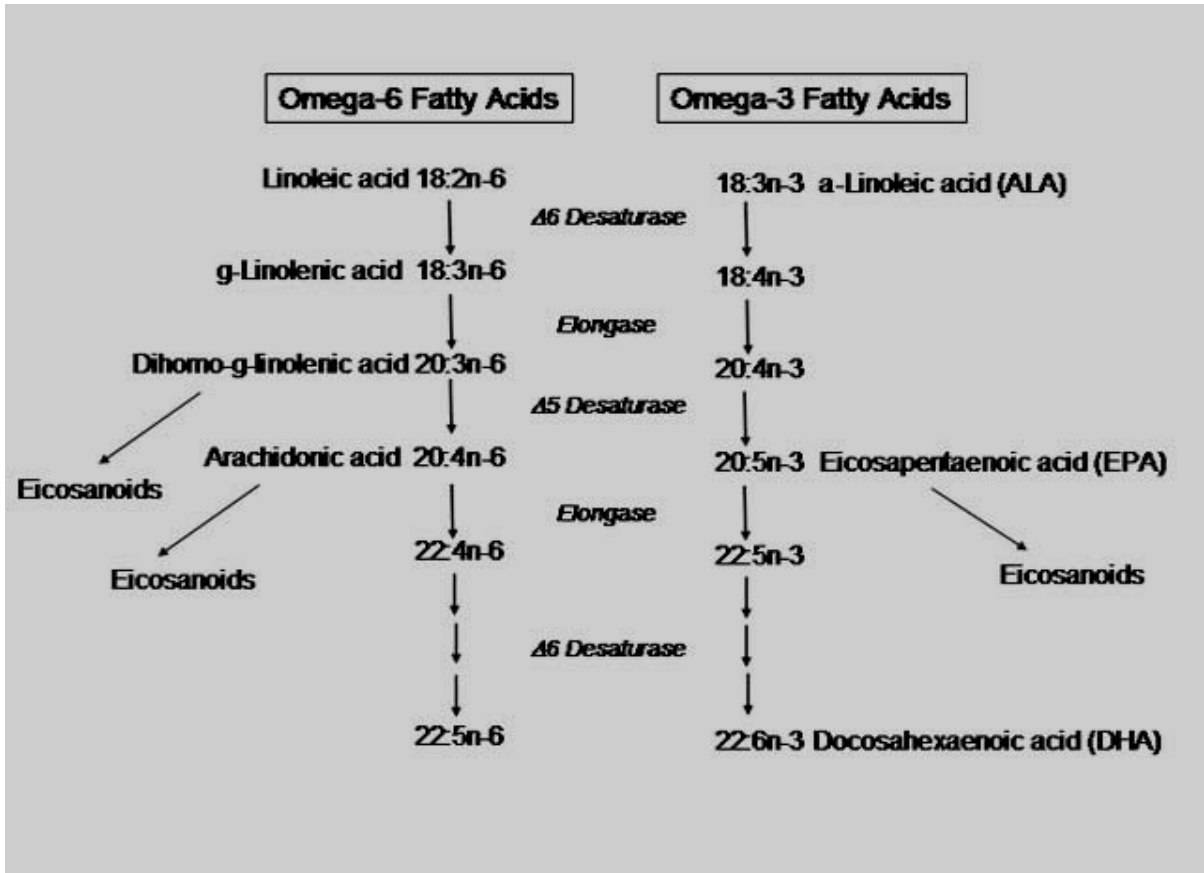 Omega-6 Fatty Acids
Omega-3 Fatty Acids
Linoleic acid 18:2n-6
18:3n-3 a-Linoleic acid (ALA)
Δ6 Desaturase
g-Linolenic acid 18:3n-6
18:4n-3
Elongase
Dihomo-g-linolenic acid 20:3n-6
20:4n-3
Δ5 Desaturase
Arachidonic acid 20:4n-6
20:5n-3 Eicosapentaenoic acid (EPA)
Eicosanoids
Elongase
22:4n-6
22:5n-3
Eicosanoids
Eicosanoids
Δ6 Desaturase
22:5n-6
22:6n-3 Docosahexaenoic acid (DHA)